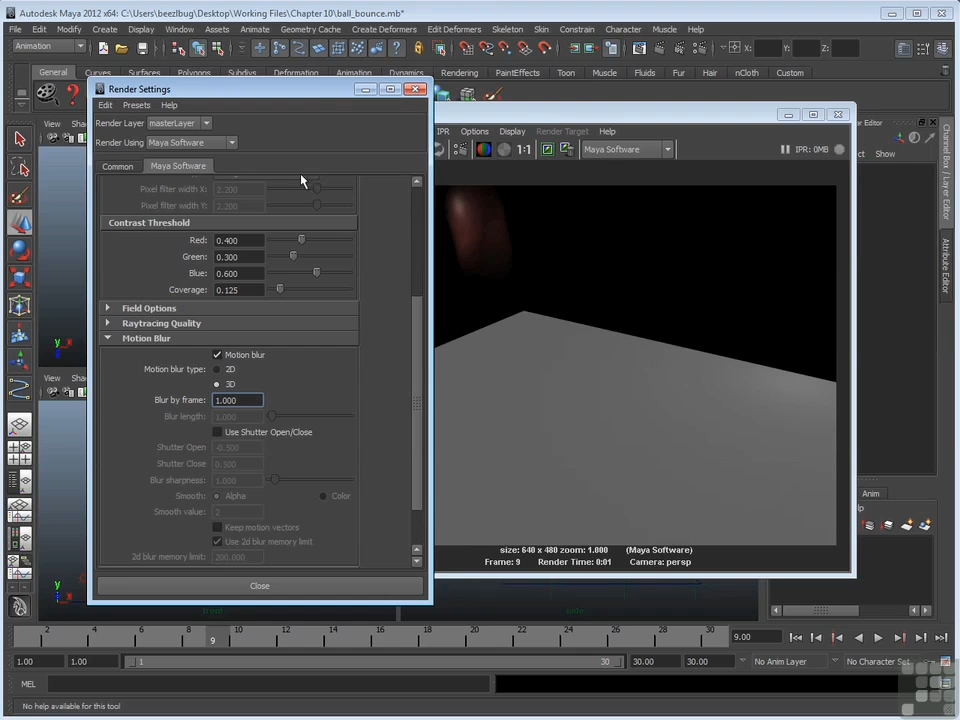 Autodesk Maya 2012 x64: C:\Users\beezlbug\Desktop\Working Files\Chapter 10\ball_bounce.mb*
File Edit Modify Create Display Window Assets Animate Geometry Cache Create Deformers Edit Deformers Skeleton Skin Constrain Character Muscle Help
Animation X: Y: Z:
General Curves Surfaces Polygons Subdivs Deformation Animation Dynamics Rendering PaintEffects Toon Muscle Fluids Fur Hair nCloth Custom
Render Settings
Edit Presets Help
Render Layer masterLayer
Render Using Maya Software
Common Maya Software
Pixel filter width X: 2.200
Pixel filter width Y: 2.200
Contrast Threshold
Red: 0.400
Green: 0.300
Blue: 0.600
Coverage: 0.125
Field Options
Raytracing Quality
Motion Blur
Motion blur
Motion blur type: 2D
3D
Blur by frame: 1.000
Blur length: 1.000
Use Shutter Open/Close
Shutter Open -0.500
Shutter Close 0.500
Blur sharpness: 1.000
Smooth: Alpha Color
Smooth value: 2
Keep motion vectors
Use 2d blur memory limit
2d blur memory limit: 200.000
Close
View Sha
View Sha
IPR Options Display Render Target Help
1:1 Maya Software IPR: 0MB
size: 640 x 480 zoom: 1.000 (Maya Software)
Frame: 9 Render Time: 0:01 Camera: persp
Show
Channel Box / Layer Editor
Attribute Editor
Anim
front side
2 4 6 8 9 10 12 14 16 18 20 22 24 26 28 30 9.00
1.00 1.00 1 30 30.00 30.00 No Anim Layer No Character Set
MEL
No help available for this tool